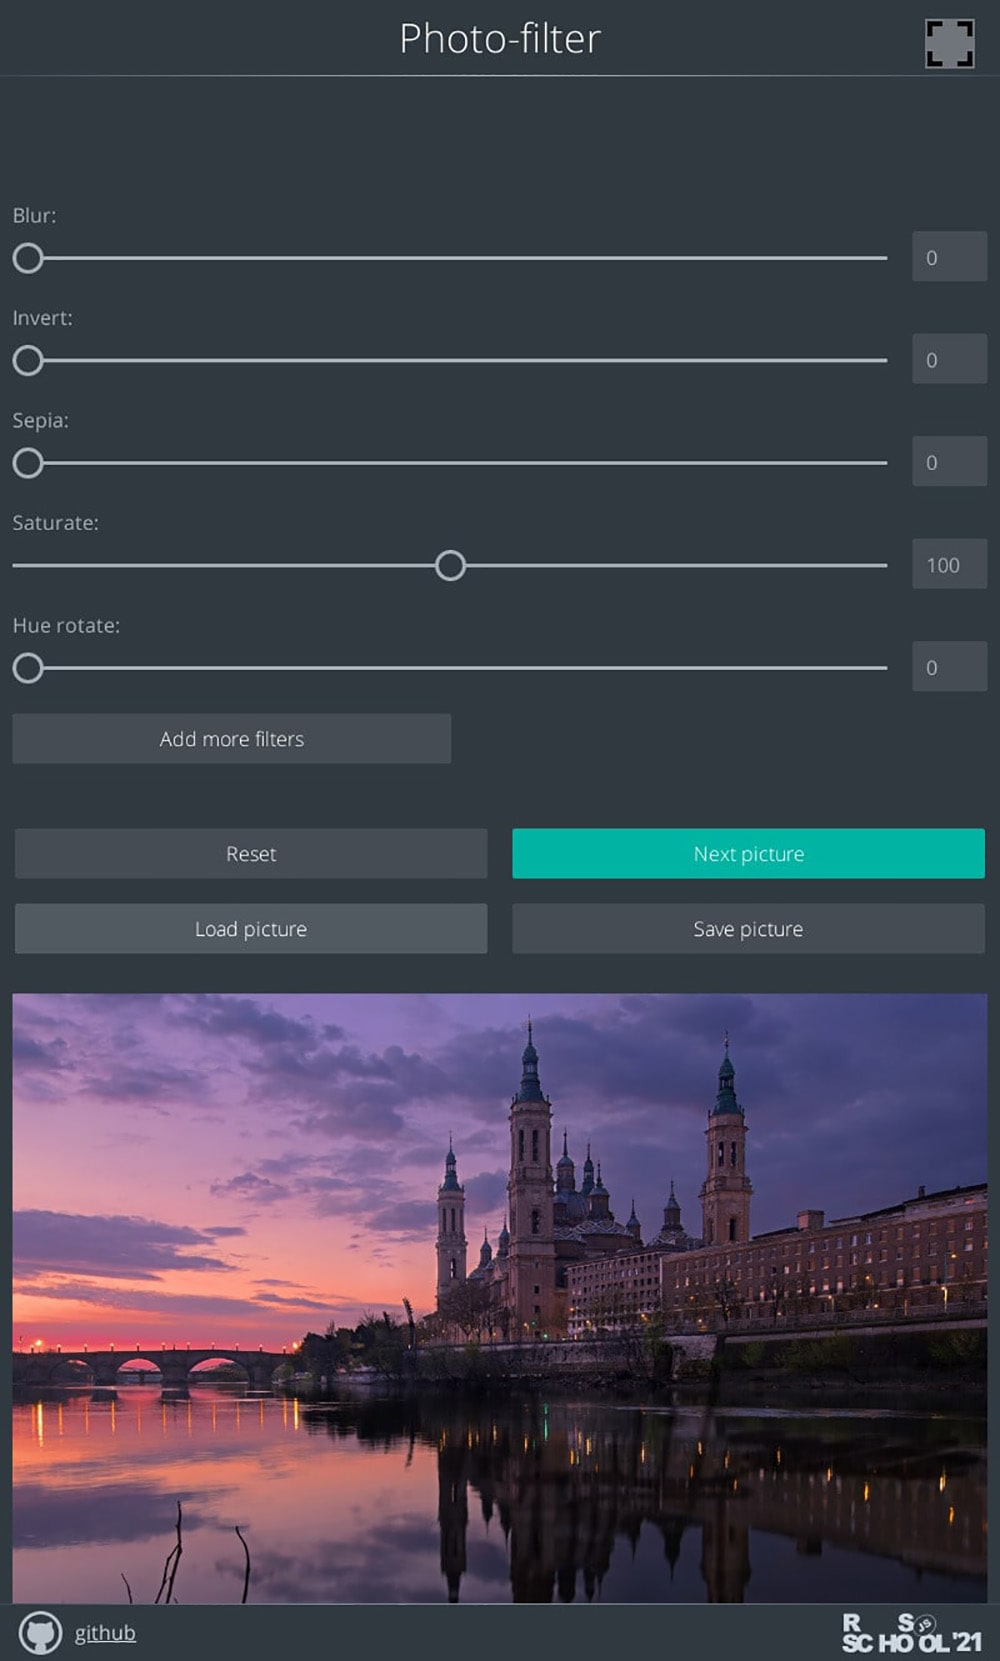 Photo-filter
Blur:
0
Invert:
0
Sepia:
0
Saturate:
100
Hue rotate:
0
Add more filters
Reset
Next picture
Load picture
Save picture
github
R S JS
SCHOOL'21